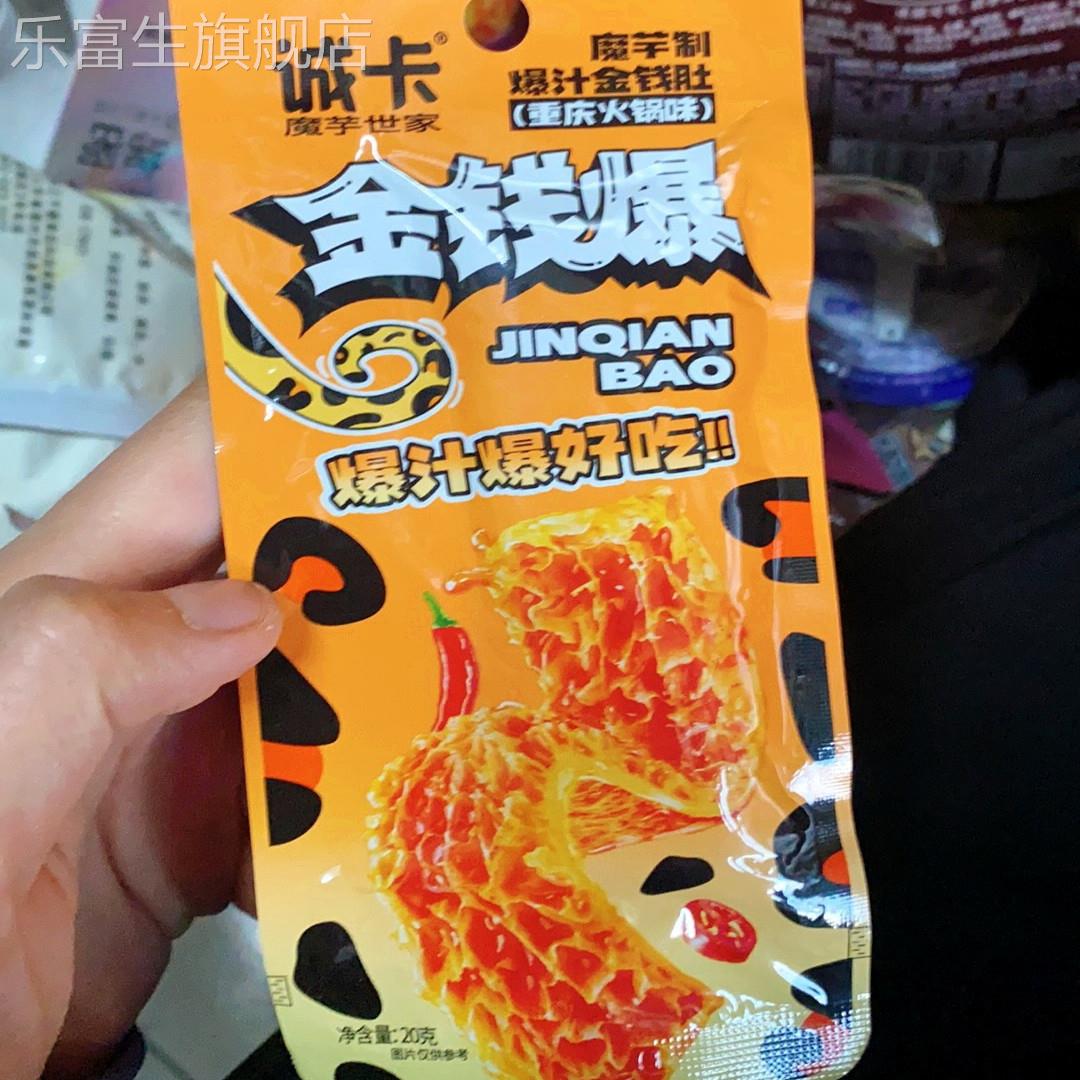 乐富生旗舰店
诚卡®
魔芋世家
魔芋制
爆汁金钱肚
(重庆火锅味)
金钱爆
JINQIAN
BAO
爆汁爆好吃!!
净含量:20克
图片仅供参考